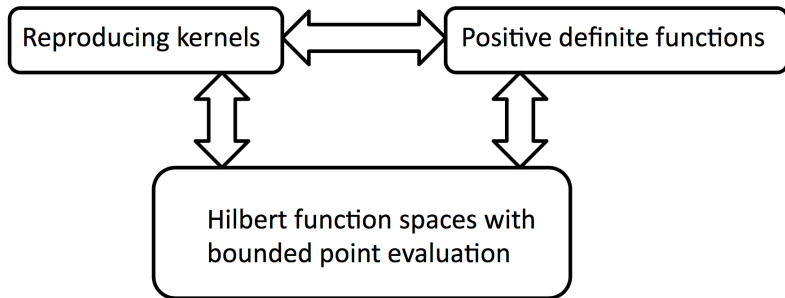 Reproducing kernels
Positive definite functions
Hilbert function spaces with
bounded point evaluation